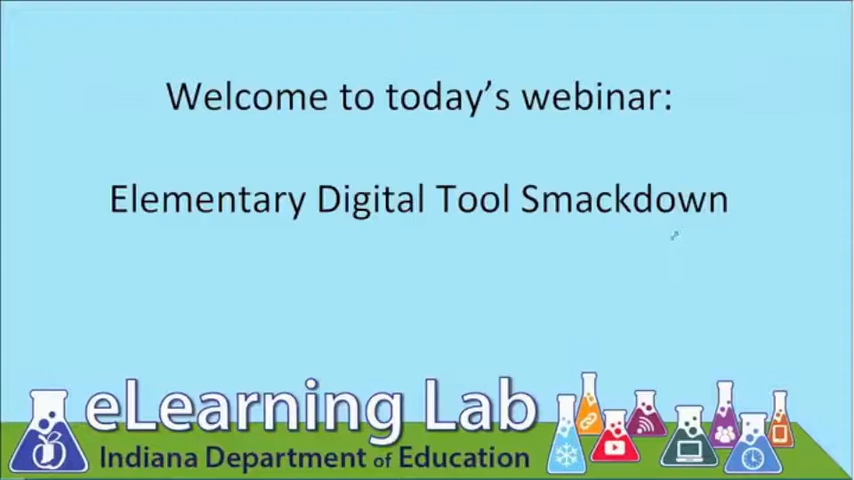 Welcome to today’s webinar:
Elementary Digital Tool Smackdown
eLearning Lab
Indiana Department of Education